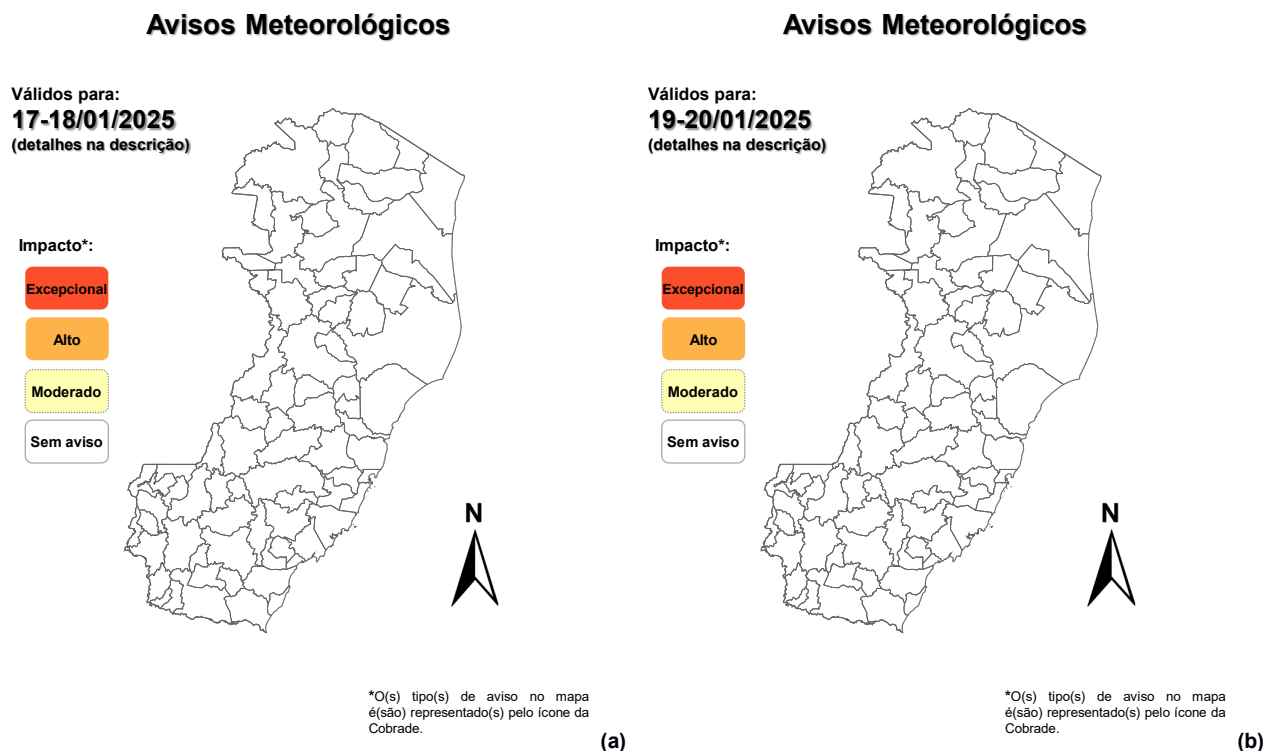 Avisos Meteorológicos
Válidos para:
17-18/01/2025
(detalhes na descrição)
Impacto*:
Excepcional
Alto
Moderado
Sem aviso
N
*O(s) tipo(s) de aviso no mapa
é(são) representado(s) pelo ícone da
Cobrade.
(a)
Avisos Meteorológicos
Válidos para:
19-20/01/2025
(detalhes na descrição)
Impacto*:
Excepcional
Alto
Moderado
Sem aviso
N
*O(s) tipo(s) de aviso no mapa
é(são) representado(s) pelo ícone da
Cobrade.
(b)